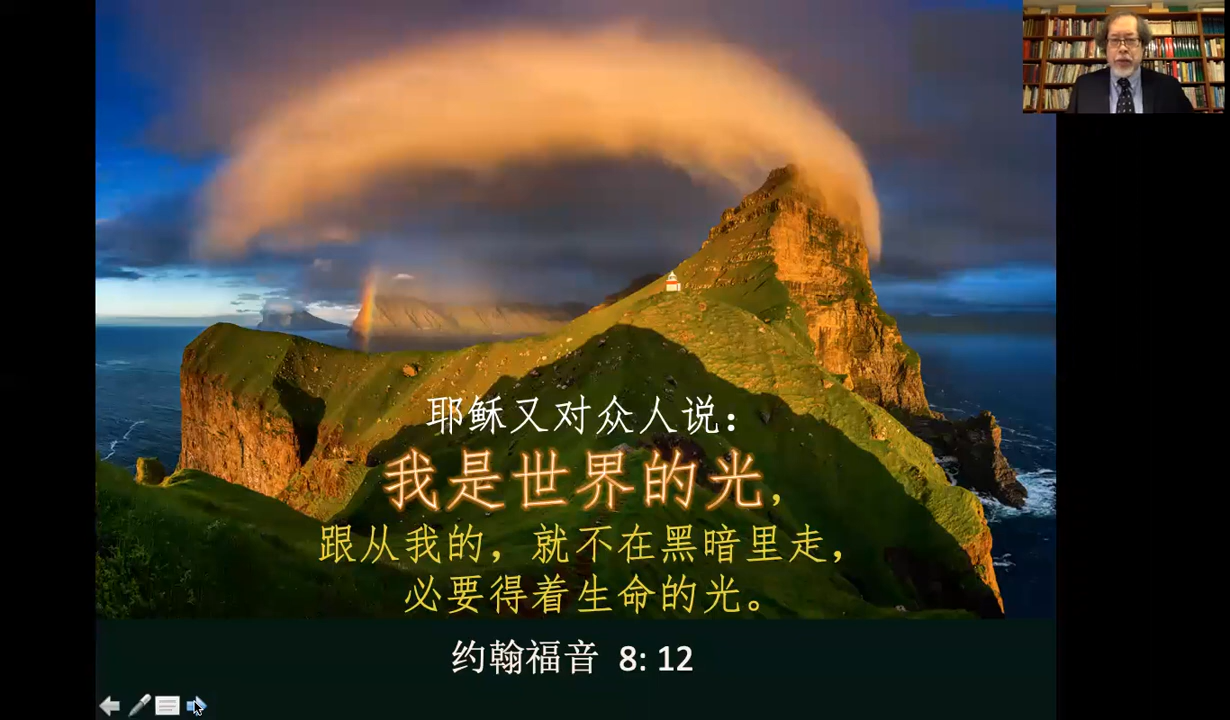 耶稣又对众人说：
我是世界的光，
跟从我的，就不在黑暗里走，
必要得着生命的光。
约翰福音 8: 12